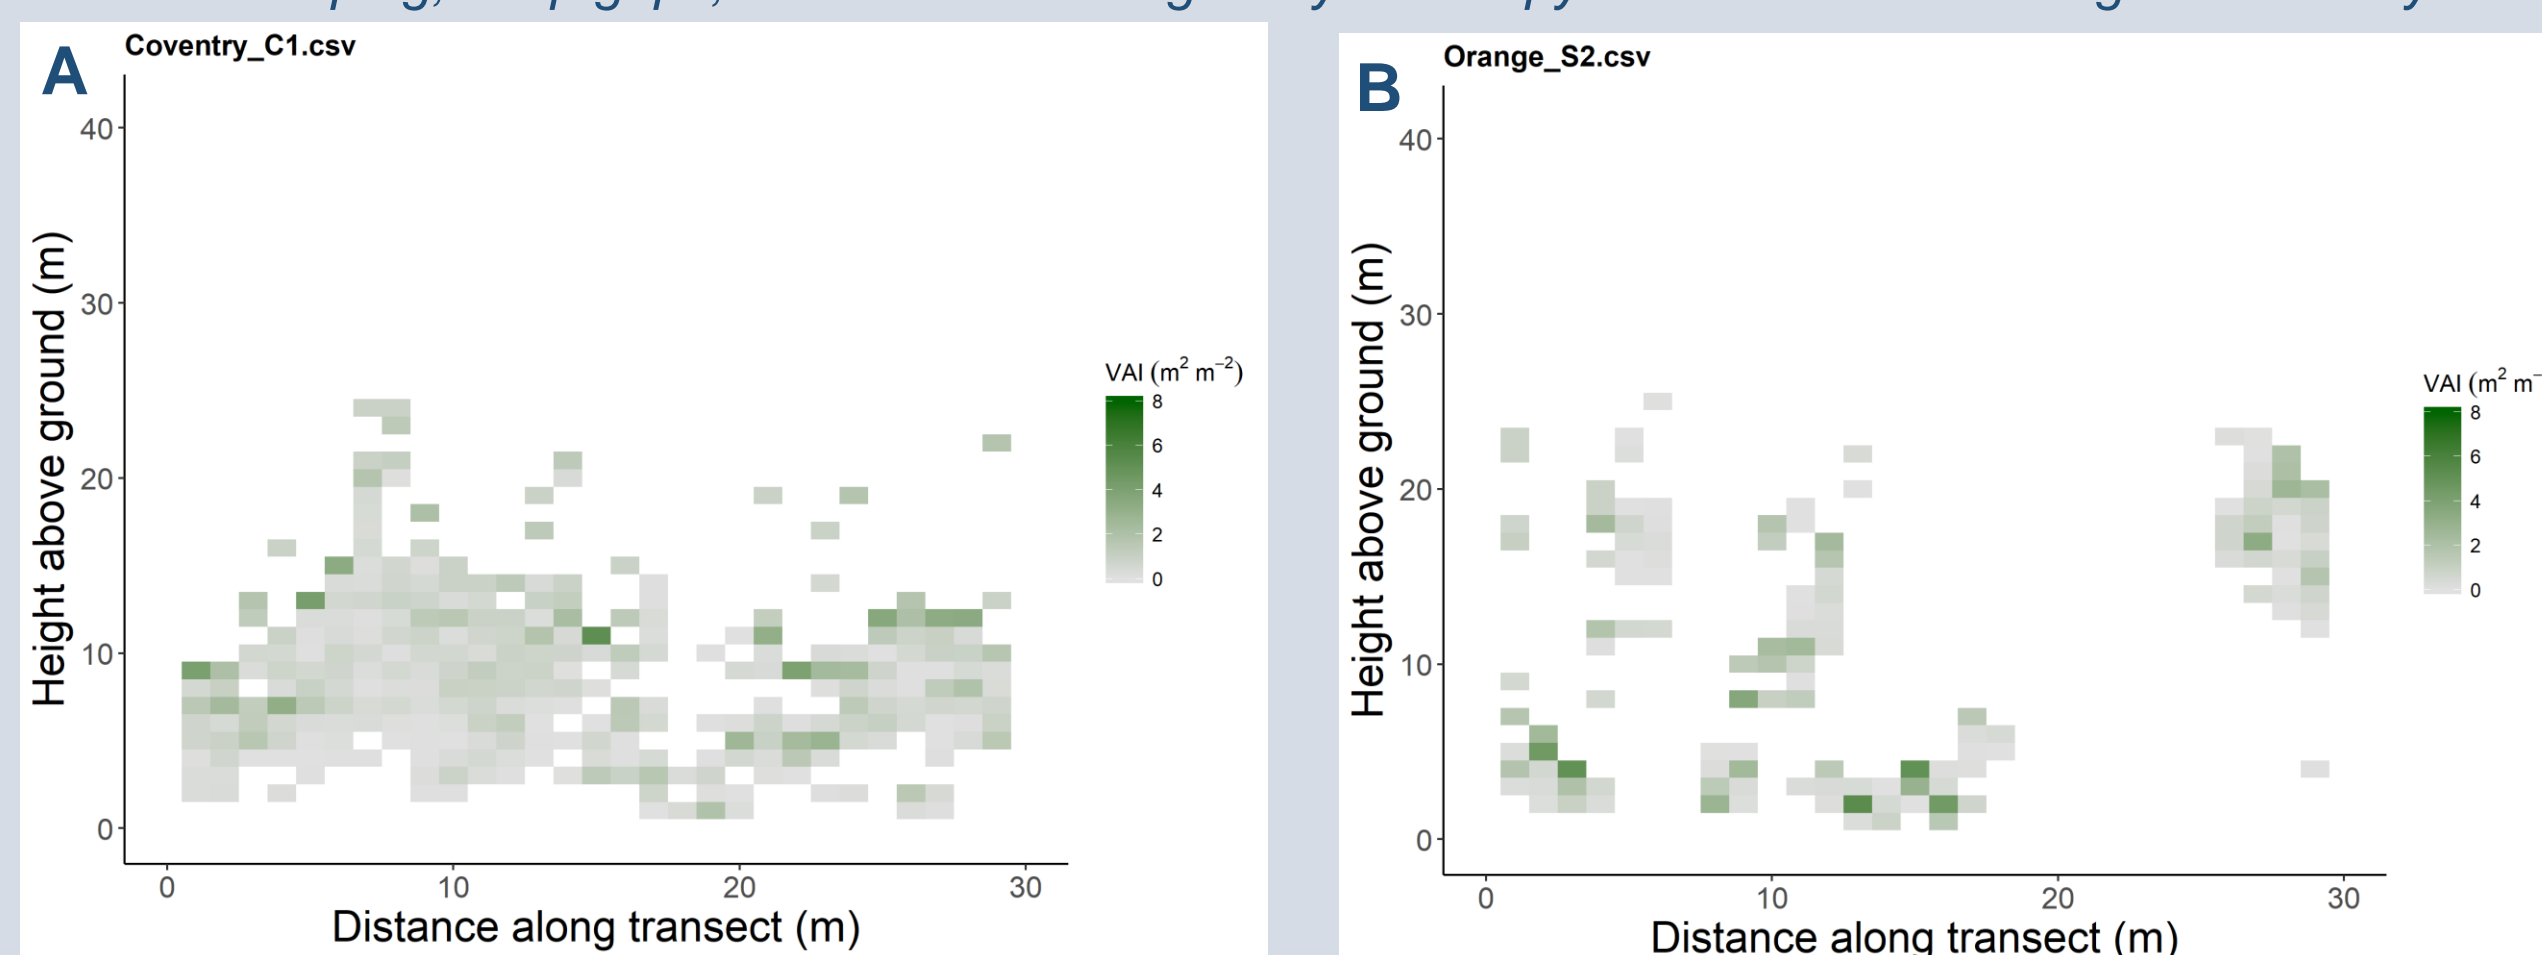 A
Coventry_C1.csv
40
30
20
10
0
Height above ground (m)
0 10 20 30
Distance along transect (m)
VAI (m² m⁻²)
8
6
4
2
0
B
Orange_S2.csv
40
30
20
10
0
Height above ground (m)
0 10 20 30
Distance along transect (m)
VAI (m² m⁻
8
6
4
2
0